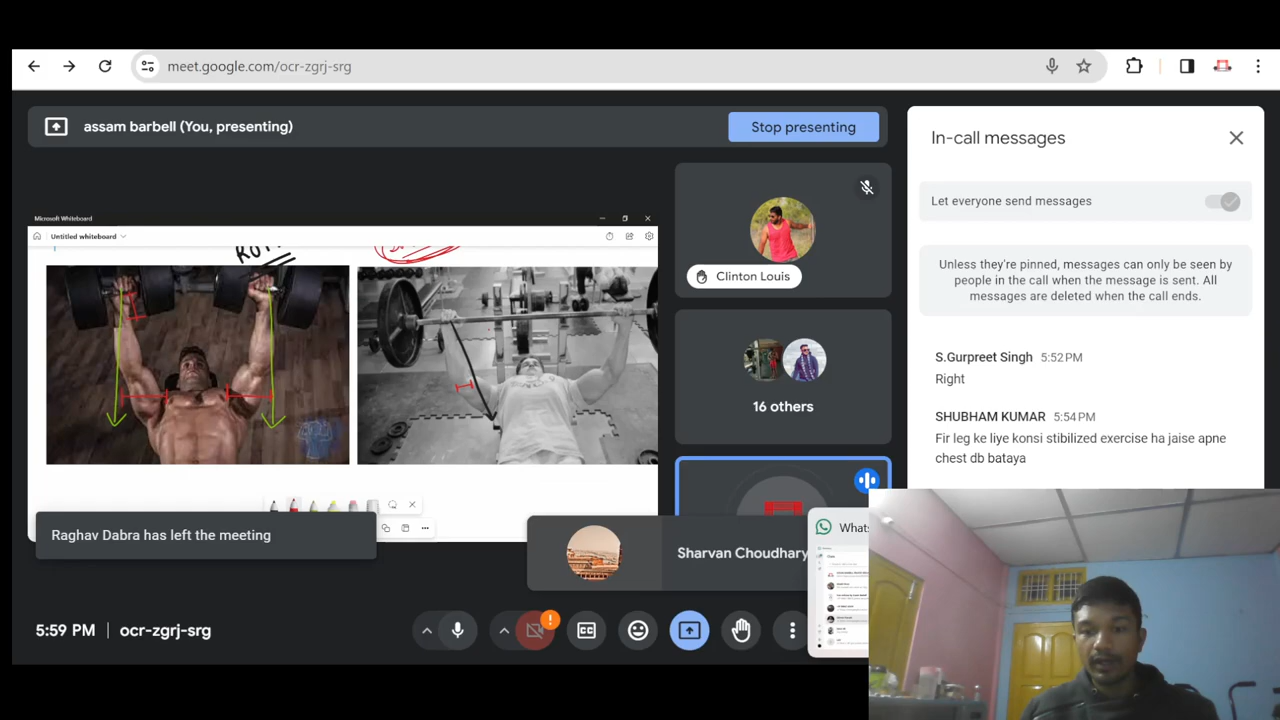 meet.google.com/ocr-zgrj-srg
assam barbell (You, presenting)
Stop presenting
Microsoft Whiteboard
Untitled whiteboard
Clinton Louis
16 others
Raghav Dabra has left the meeting
Sharvan Choudhary
Whats
5:59 PM
ocr-zgrj-srg
In-call messages
Let everyone send messages
Unless they're pinned, messages can only be seen by
people in the call when the message is sent. All
messages are deleted when the call ends.
S.Gurpreet Singh 5:52 PM
Right
SHUBHAM KUMAR 5:54 PM
Fir leg ke liye konsi stibilized exercise ha jaise apne
chest db bataya